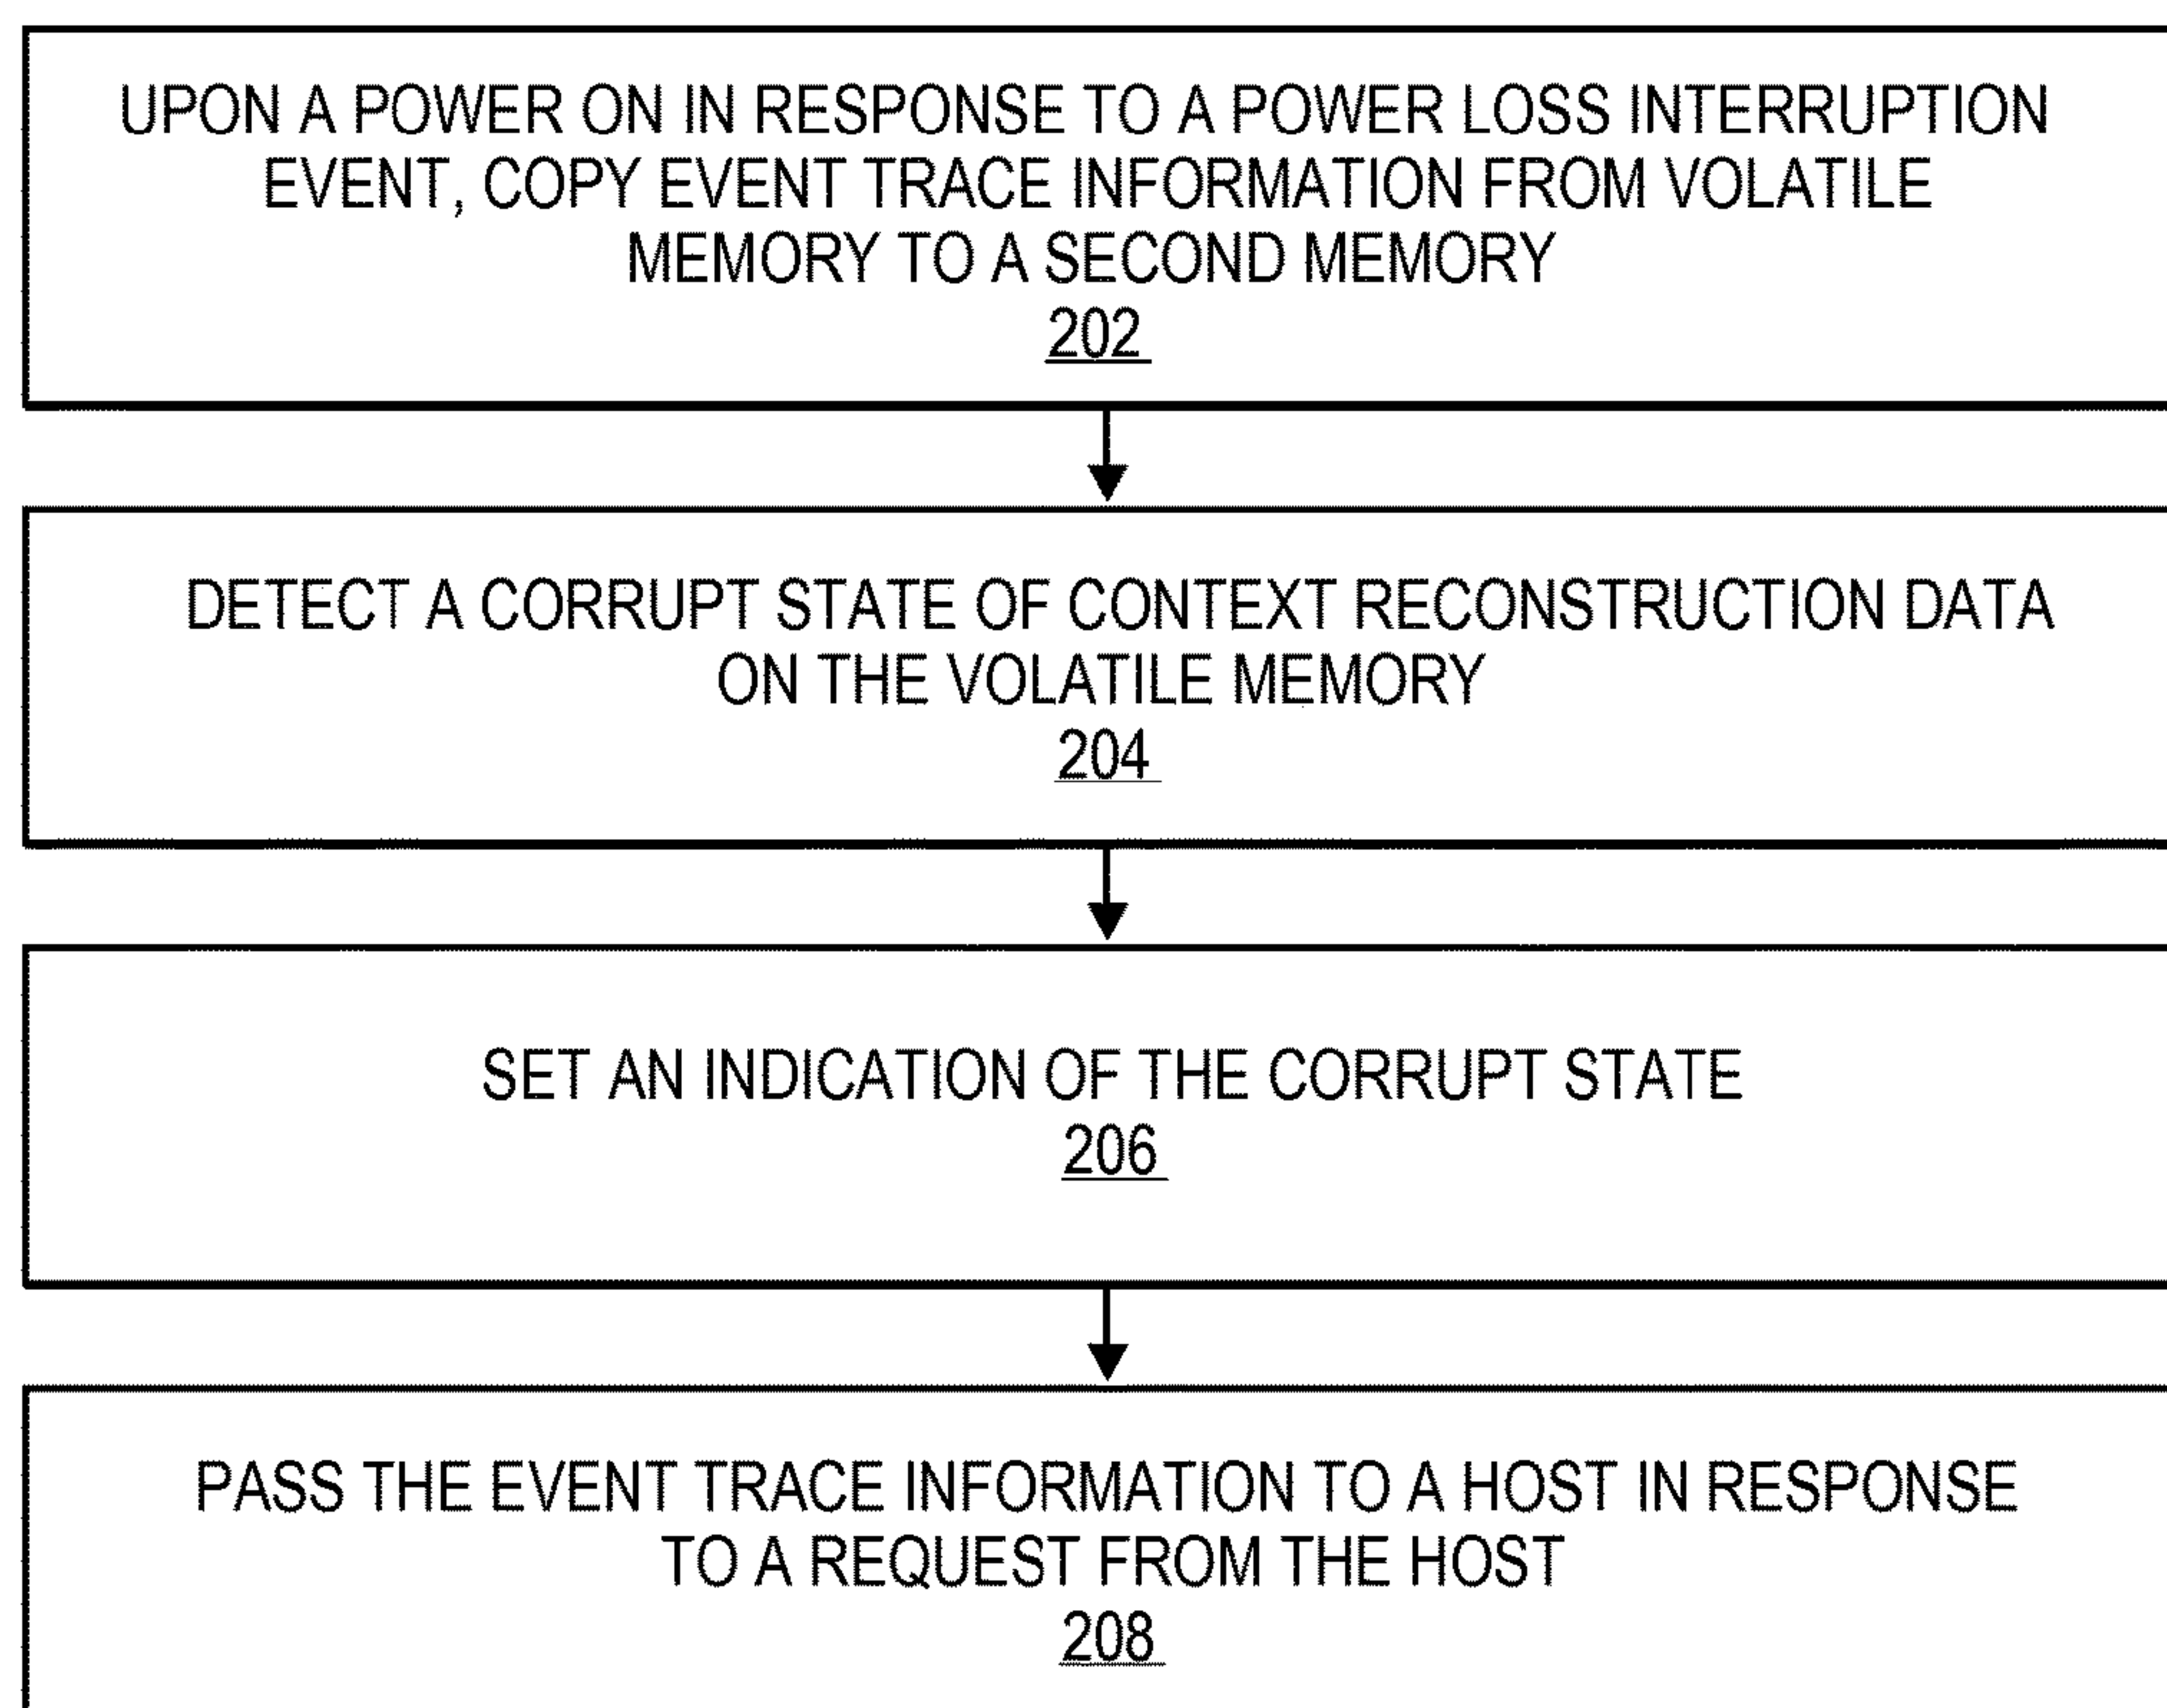 UPON A POWER ON IN RESPONSE TO A POWER LOSS INTERRUPTION
EVENT, COPY EVENT TRACE INFORMATION FROM VOLATILE
MEMORY TO A SECOND MEMORY
202
DETECT A CORRUPT STATE OF CONTEXT RECONSTRUCTION DATA
ON THE VOLATILE MEMORY
204
SET AN INDICATION OF THE CORRUPT STATE
206
PASS THE EVENT TRACE INFORMATION TO A HOST IN RESPONSE
TO A REQUEST FROM THE HOST
208